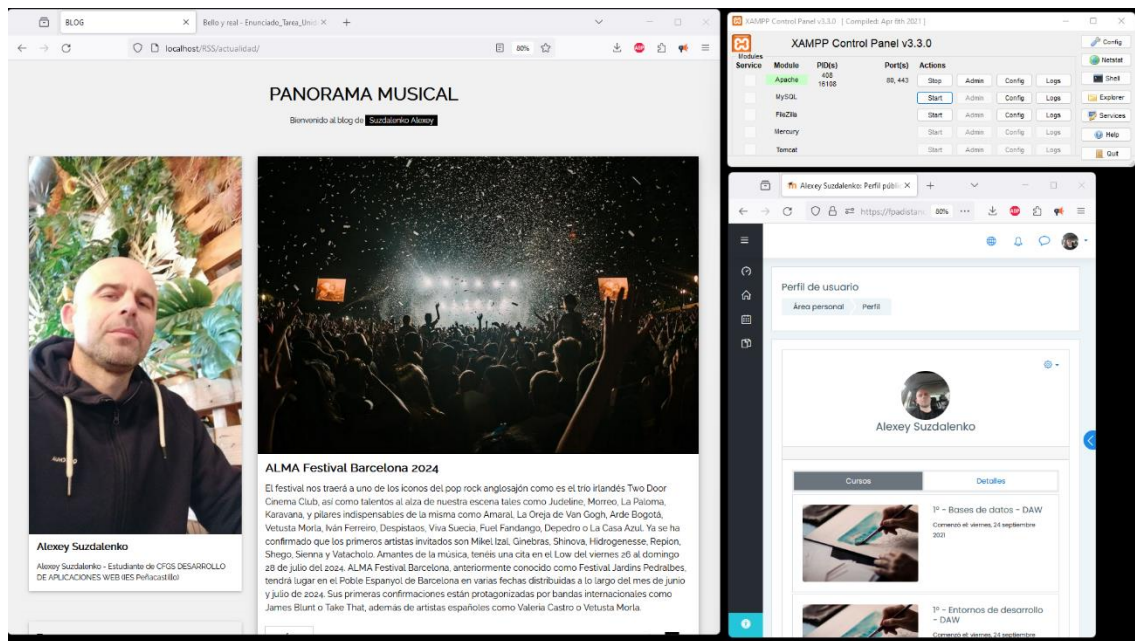 BLOG
Bello y real - Enunciado_Tarea_Unid
localhost/RSS/actualidad/
80%
PANORAMA MUSICAL
Bienvenido al blog de Suzdalenko Alexey
Alexey Suzdalenko
Alexey Suzdalenko - Estudiante de CFGS DESARROLLO
DE APLICACIONES WEB (IES Peñacastillo)
ALMA Festival Barcelona 2024
El festival nos traerá a uno de los iconos del pop rock anglosajón como es el trío irlandés Two Door
Cinema Club, así como talentos al alza de nuestra escena tales como Judeline, Morreo, La Paloma,
Karavana, y pilares indispensables de la misma como Amaral, La Oreja de Van Gogh, Arde Bogotá,
Vetusta Morla, Iván Ferreiro, Despistaos, Viva Suecia, Fuel Fandango, Depedro o La Casa Azul. Ya se ha
confirmado que los primeros artistas invitados son Mikel Izal, Ginebras, Shinova, Hidrogenesse, Repion,
Shego, Sienna y Vatacholo. Amantes de la música, tenéis una cita en el Low del viernes 26 al domingo
28 de julio del 2024. ALMA Festival Barcelona, anteriormente conocido como Festival Jardins Pedralbes,
tendrá lugar en el Poble Espanyol de Barcelona en varias fechas distribuidas a lo largo del mes de junio
y julio de 2024. Sus primeras confirmaciones están protagonizadas por bandas internacionales como
James Blunt o Take That, además de artistas españoles como Valeria Castro o Vetusta Morla.
XAMPP Control Panel v3.3.0 [ Compiled: Apr 6th 2021 ]
XAMPP Control Panel v3.3.0
Modules
Service Module PID(s) Port(s) Actions
Apache 408 16198 80, 443 Stop Admin Config Logs
MySQL Start Admin Config Logs
FileZilla Start Admin Config Logs
Mercury Start Admin Config Logs
Tomcat Start Admin Config Logs
Config
Netstat
Shell
Explorer
Services
Help
Quit
Alexey Suzdalenko: Perfil públic
https://fpadistanc 80%
Perfil de usuario
Área personal Perfil
Alexey Suzdalenko
Cursos Detalles
1º - Bases de datos - DAW
Comenzó el viernes, 24 septiembre
2021
1º - Entornos de desarrollo
- DAW
Comenzó el viernes, 24 septiembre